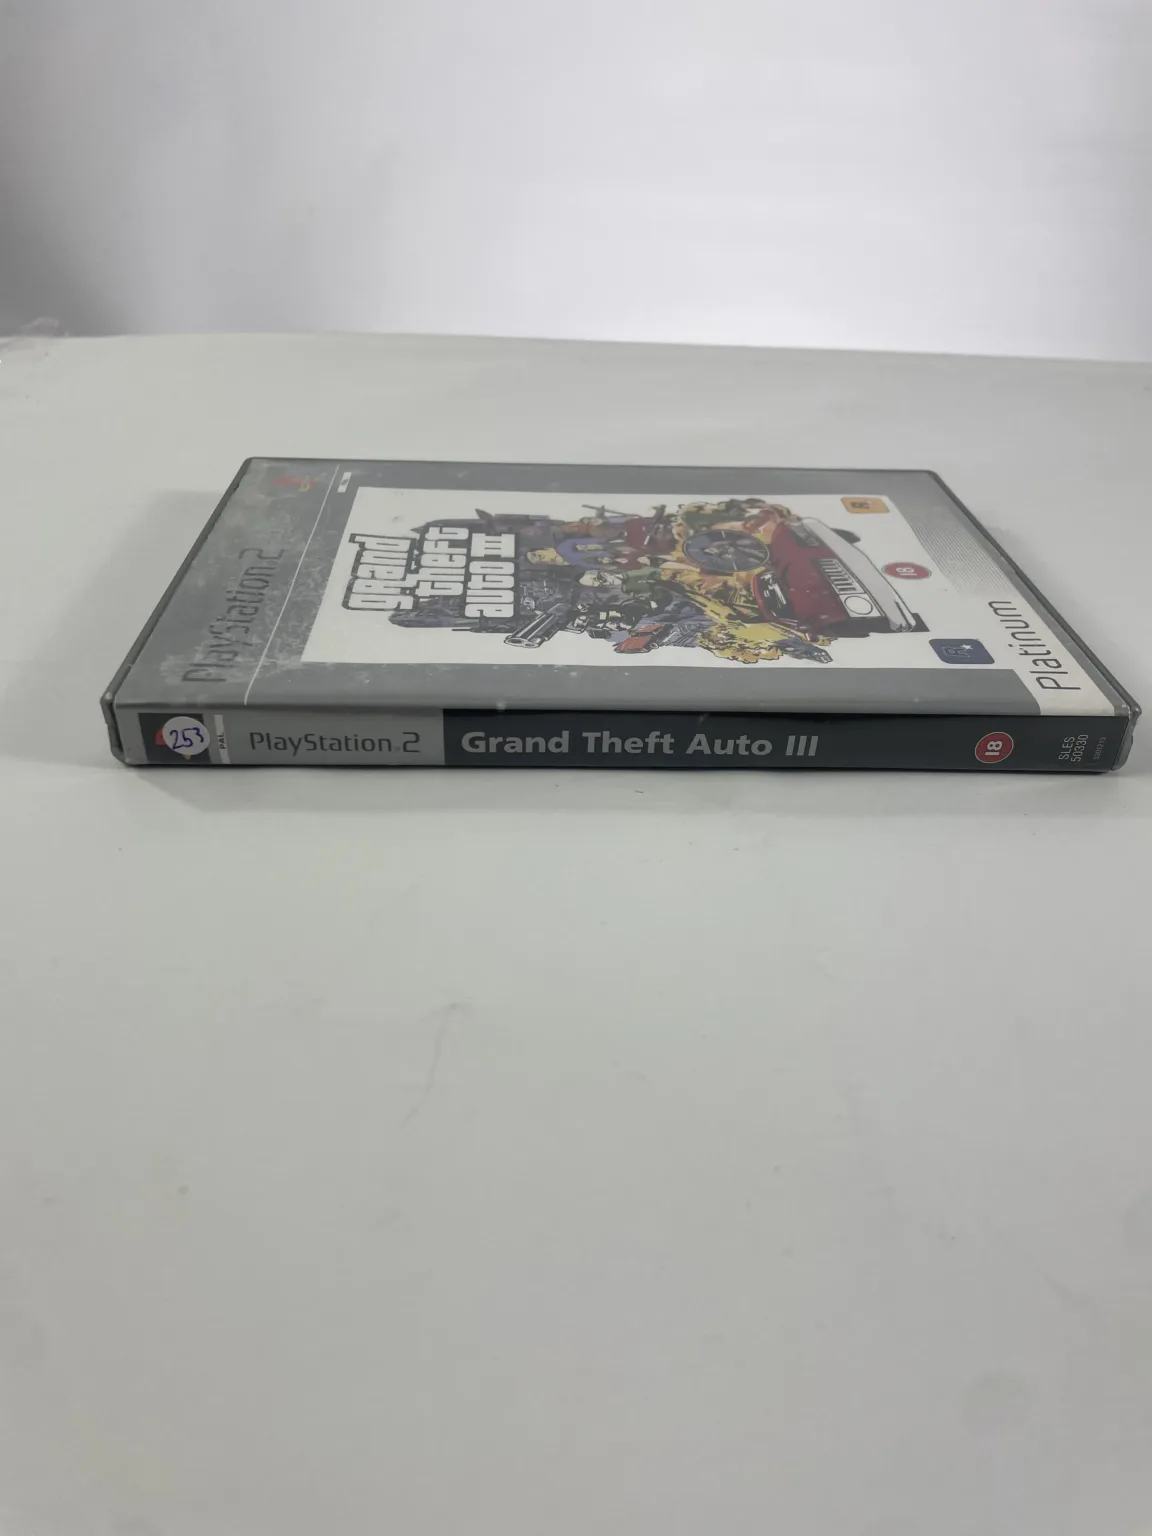 PlayStation 2
grand
theft
auto III
18
Platinum
253
PAL
PlayStation 2
Grand Theft Auto III
18
SLES
50330